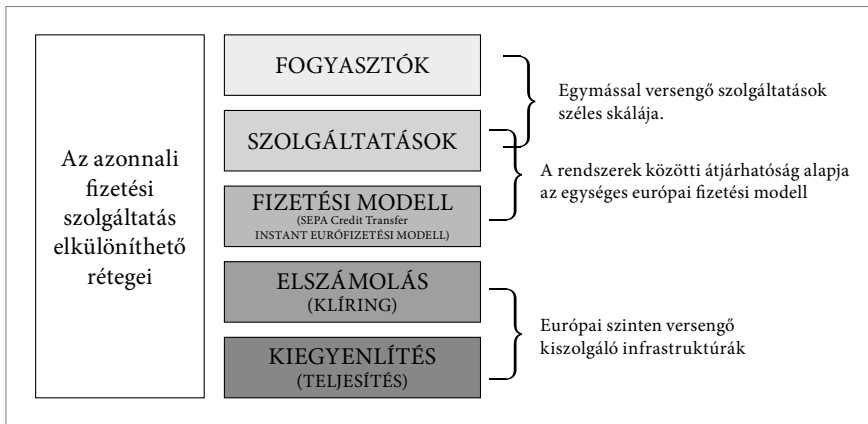 Az azonnali
fizetési
szolgáltatás
elkülöníthető
rétegei
FOGYASZTÓK
SZOLGÁLTATÁSOK
FIZETÉSI MODELL
(SEPA Credit Transfer
INSTANT EURÓFIZETÉSI MODELL)
ELSZÁMOLÁS
(KLÍRING)
KIEGYENLÍTÉS
(TELJESÍTÉS)
Egymással versengő szolgáltatások
széles skálája.
A rendszerek közötti átjárhatóság alapja
az egységes európai fizetési modell
Európai szinten versengő
kiszolgáló infrastruktúrák